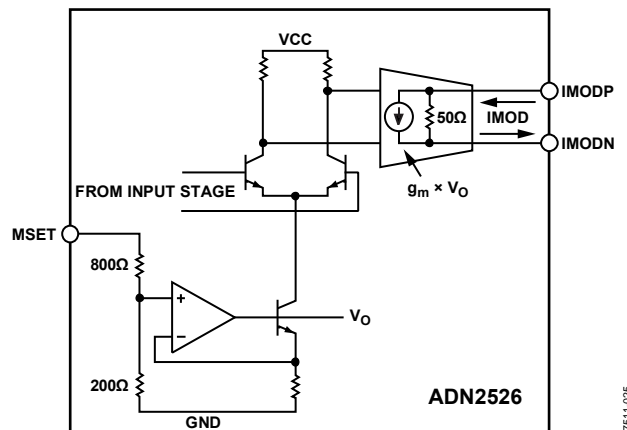 VCC
IMODP
50Ω
IMOD
IMODN
FROM INPUT STAGE
gm × VO
MSET
800Ω
+
VO
−
200Ω
ADN2526
GND